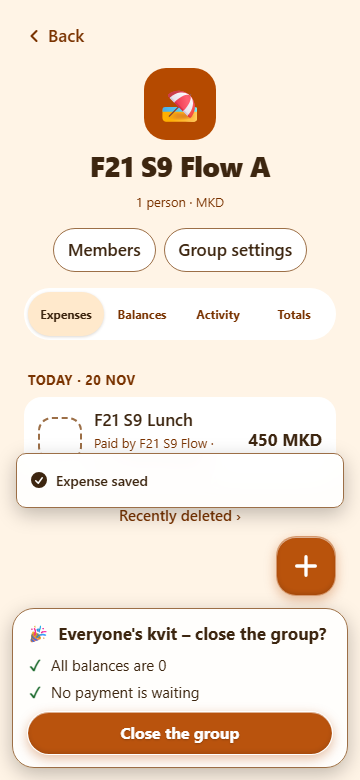 Back
F21 S9 Flow A
1 person · MKD
Members Group settings
Expenses Balances Activity Totals
TODAY · 20 NOV
F21 S9 Lunch
Paid by F21 S9 Flow · 450 MKD
Expense saved
Recently deleted ›
Everyone's kvit – close the group?
✓ All balances are 0
✓ No payment is waiting
Close the group